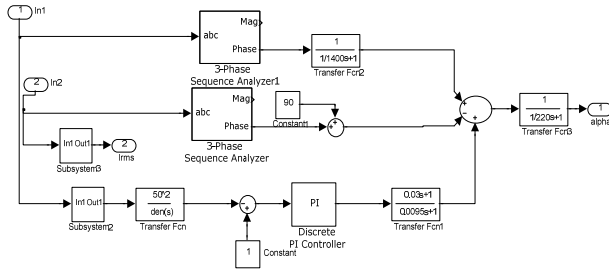 1
In1
abc
Mag
Phase
3-Phase
Sequence Analyzer1
1
1/1400s+1
Transfer Fcn2
2
In2
abc
Mag
Phase
3-Phase
Sequence Analyzer
90
Constant1
+
+
+
-
+
1
1/220s+1
Transfer Fcn3
1
alpha
In1 Out1
Subsystem3
2
Irms
In1 Out1
Subsystem2
50^2
den(s)
Transfer Fcn
-
+
1
Constant
PI
Discrete
PI Controller
0.03s+1
0.0095s+1
Transfer Fcn1